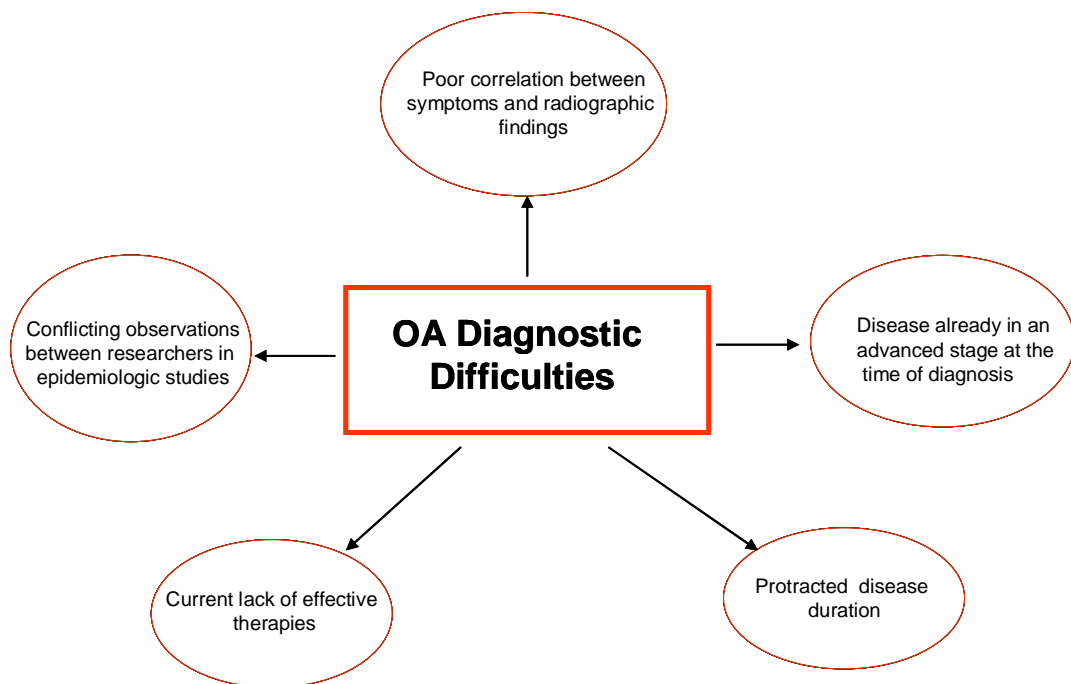 Poor correlation between
symptoms and radiographic
findings
Conflicting observations
between researchers in
epidemiologic studies
OA Diagnostic
Difficulties
Disease already in an
advanced stage at the
time of diagnosis
Current lack of effective
therapies
Protracted disease
duration